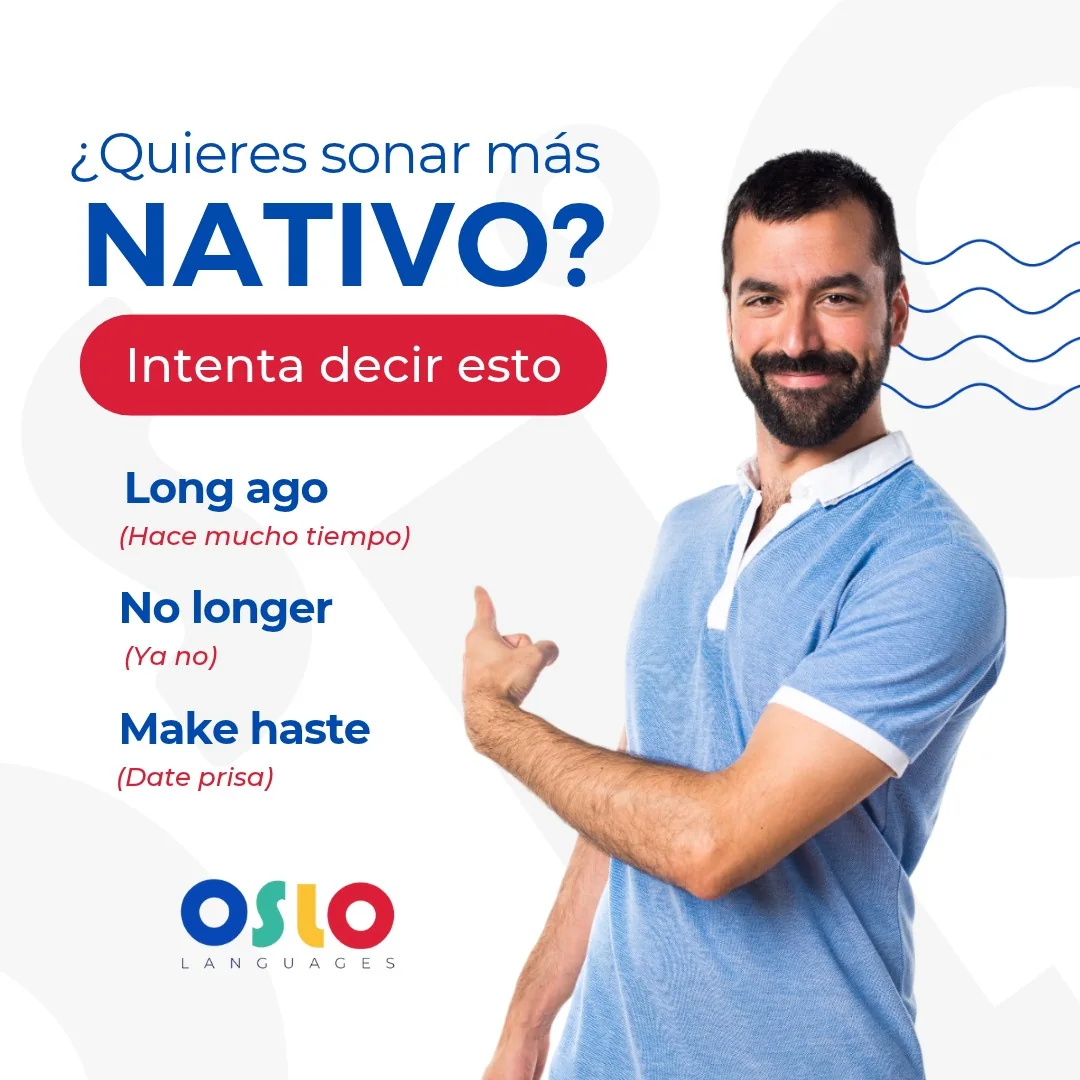 ¿Quieres sonar más
NATIVO?
Intenta decir esto
Long ago
(Hace mucho tiempo)
No longer
(Ya no)
Make haste
(Date prisa)
OSLO
LANGUAGES